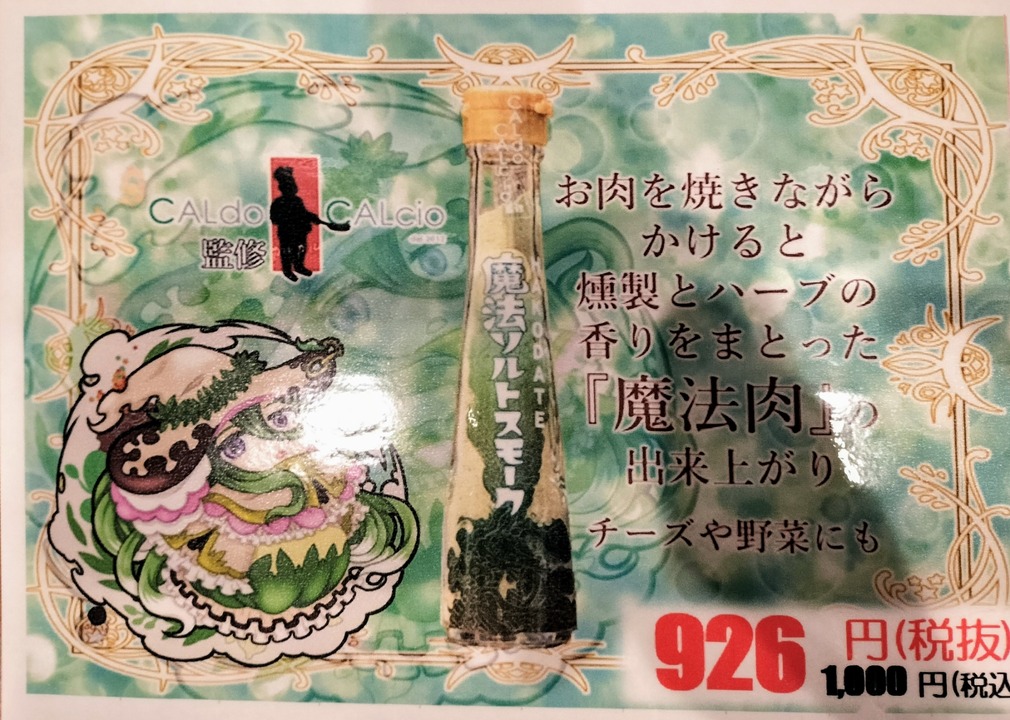 CALdo CALcio
監修
魔法ソルトスモーク
お肉を焼きながら
かけると
燻製とハーブの
香りをまとった
『魔法肉』の
出来上がり
チーズや野菜にも
926 円(税抜)
1,000 円(税込